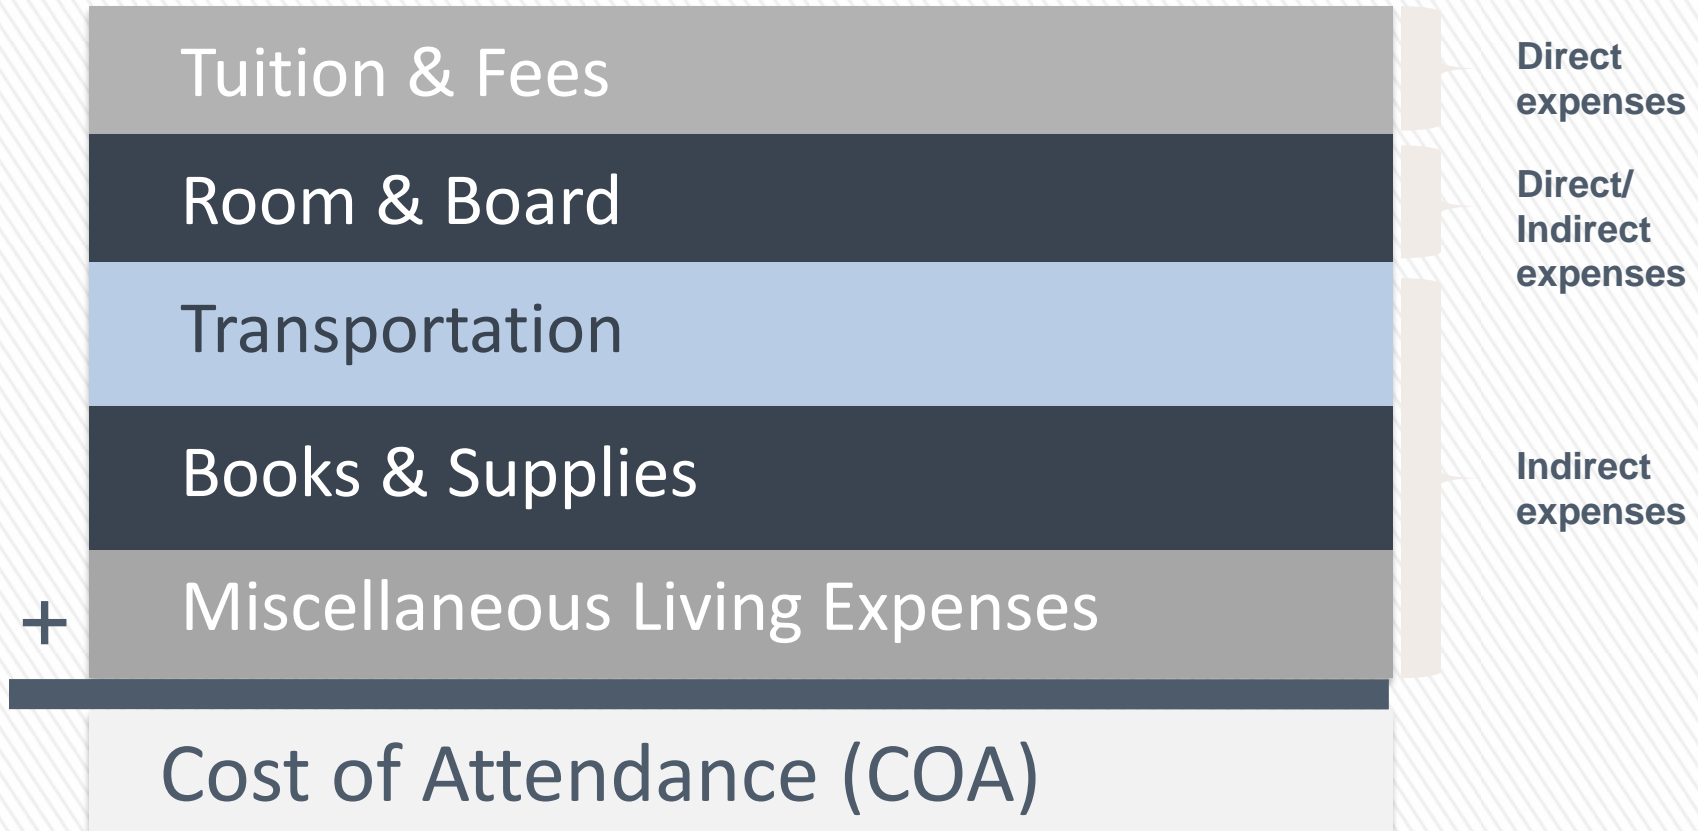 Tuition & Fees
Direct
expenses
Room & Board
Direct/
Indirect
expenses
Transportation
Books & Supplies
Indirect
expenses
+
Miscellaneous Living Expenses
Cost of Attendance (COA)